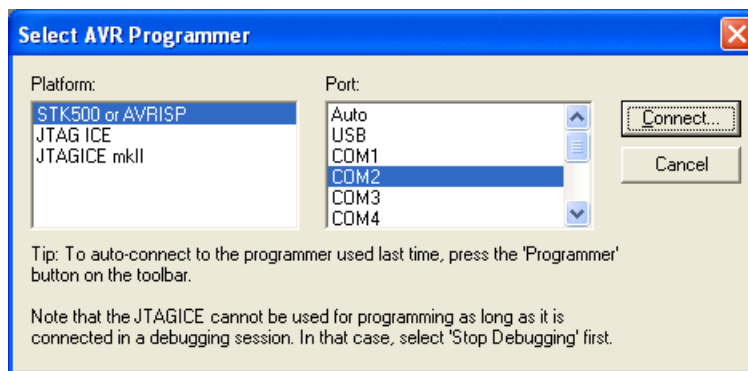 Select AVR Programmer
Platform:
STK500 or AVRISP
JTAG ICE
JTAGICE mkII
Port:
Auto
USB
COM1
COM2
COM3
COM4
Connect...
Cancel
Tip: To auto-connect to the programmer used last time, press the 'Programmer'
button on the toolbar.
Note that the JTAGICE cannot be used for programming as long as it is
connected in a debugging session. In that case, select 'Stop Debugging' first.